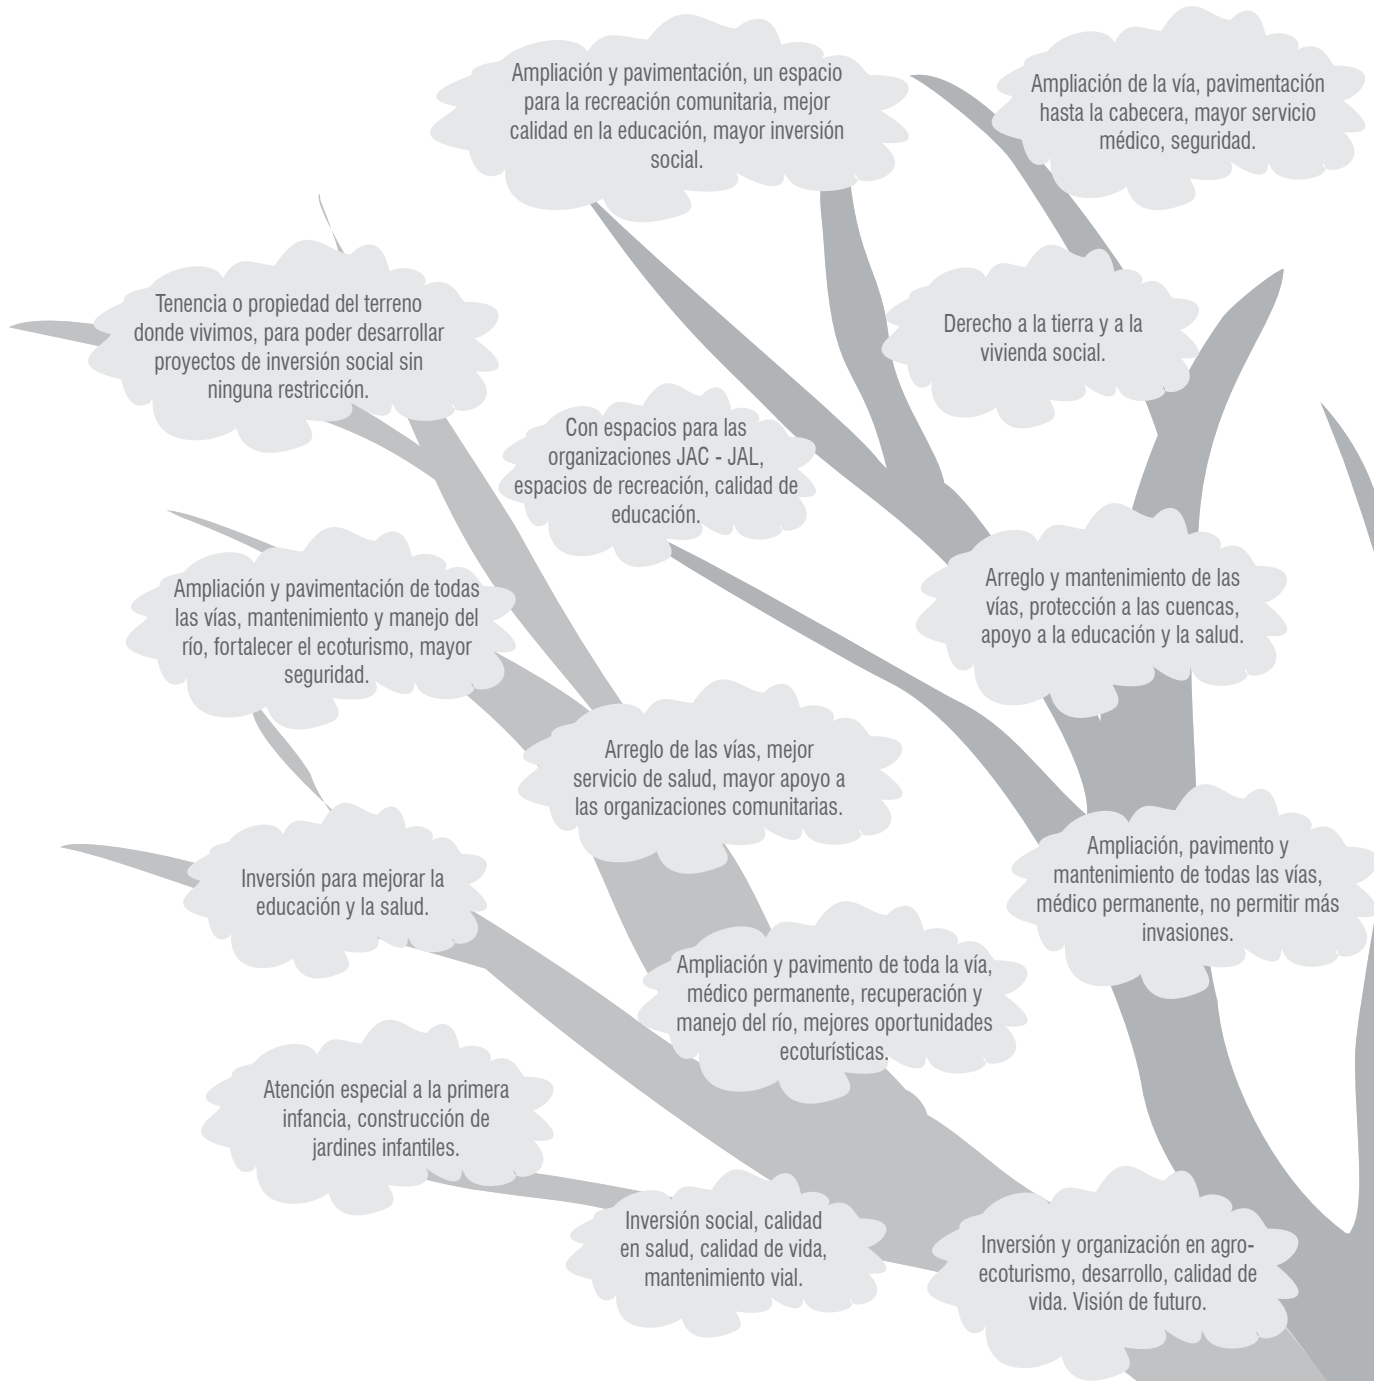 Ampliación y pavimentación, un espacio
para la recreación comunitaria, mejor
calidad en la educación, mayor inversión
social.
Ampliación de la vía, pavimentación
hasta la cabecera, mayor servicio
médico, seguridad.
Tenencia o propiedad del terreno
donde vivimos, para poder desarrollar
proyectos de inversión social sin
ninguna restricción.
Derecho a la tierra y a la
vivienda social.
Con espacios para las
organizaciones JAC - JAL,
espacios de recreación, calidad de
educación.
Ampliación y pavimentación de todas
las vías, mantenimiento y manejo del
río, fortalecer el ecoturismo, mayor
seguridad.
Arreglo y mantenimiento de las
vías, protección a las cuencas,
apoyo a la educación y la salud.
Arreglo de las vías, mejor
servicio de salud, mayor apoyo a
las organizaciones comunitarias.
Inversión para mejorar la
educación y la salud.
Ampliación, pavimento y
mantenimiento de todas las vías,
médico permanente, no permitir más
invasiones.
Ampliación y pavimento de toda la vía,
médico permanente, recuperación y
manejo del río, mejores oportunidades
ecoturísticas.
Atención especial a la primera
infancia, construcción de
jardines infantiles.
Inversión social, calidad
en salud, calidad de vida,
mantenimiento vial.
Inversión y organización en agro-
ecoturismo, desarrollo, calidad de
vida. Visión de futuro.